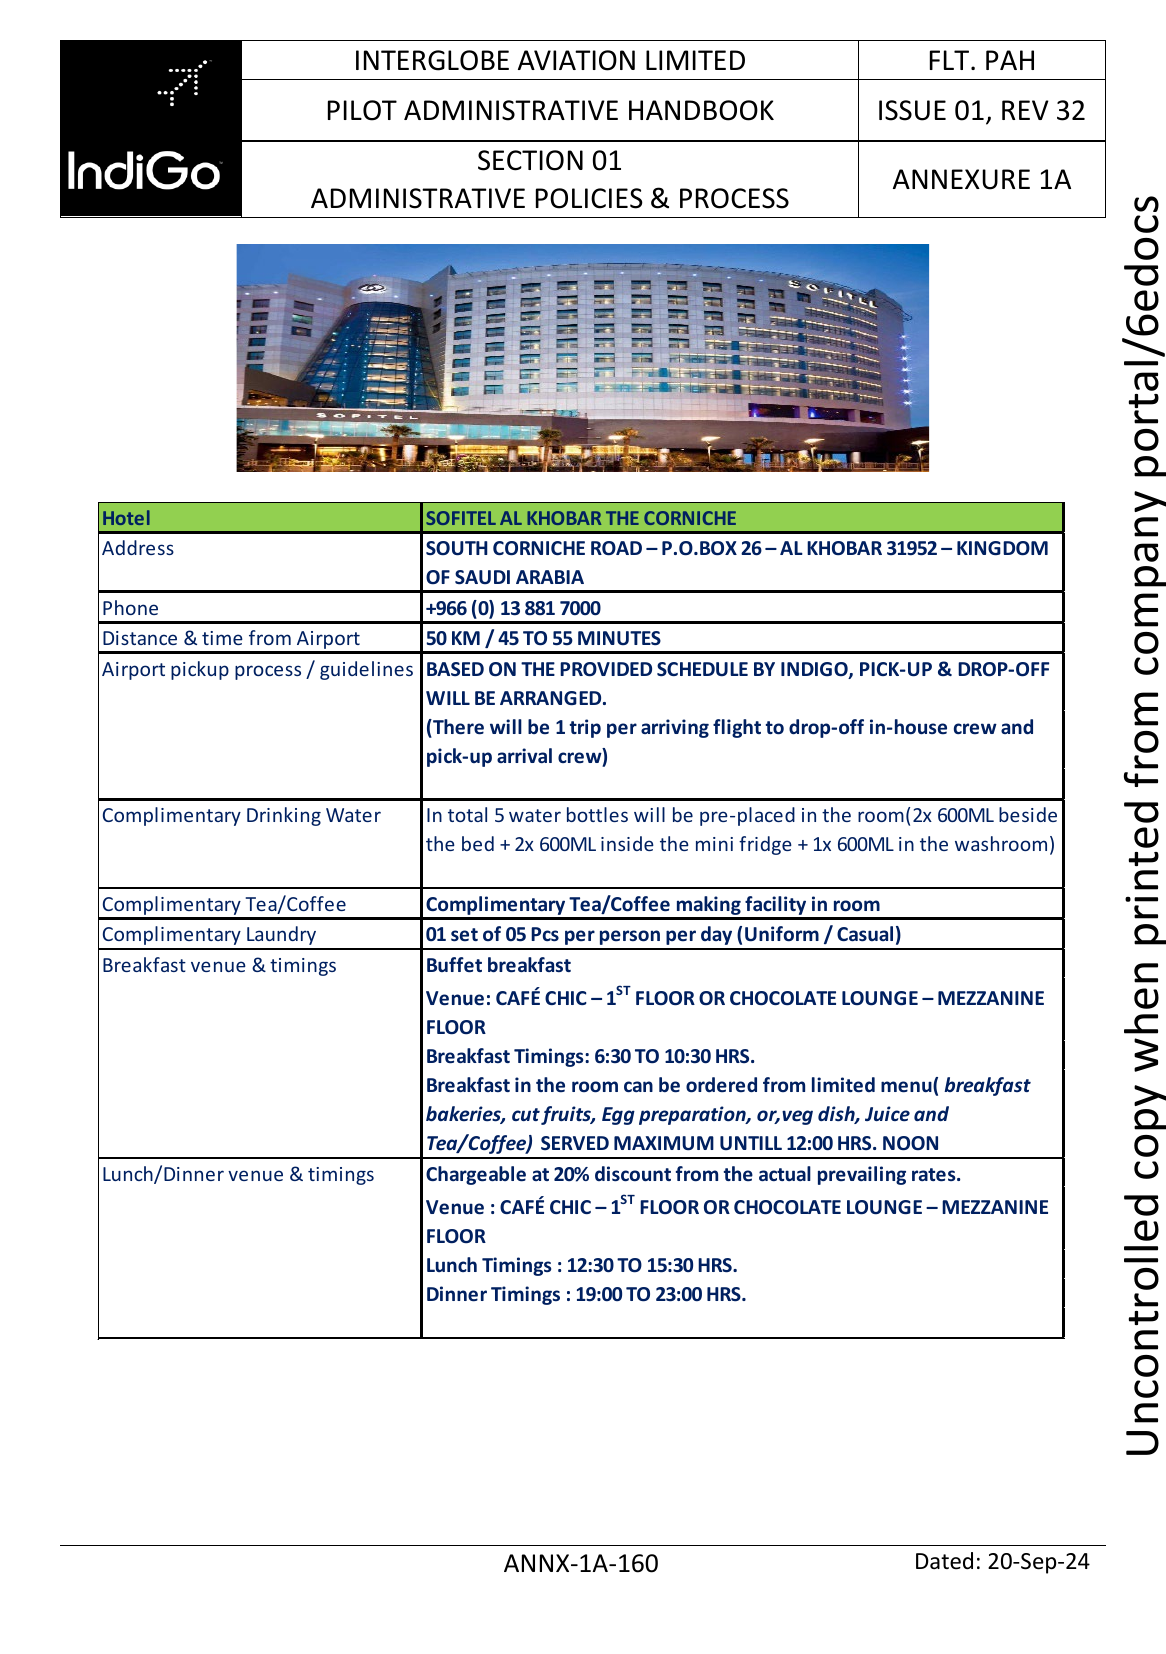 IndiGo
INTERGLOBE AVIATION LIMITED
FLT. PAH
PILOT ADMINISTRATIVE HANDBOOK
ISSUE 01, REV 32
SECTION 01
ADMINISTRATIVE POLICIES & PROCESS
ANNEXURE 1A
SOFITEL
SOFITEL
Hotel
SOFITEL AL KHOBAR THE CORNICHE
Address
SOUTH CORNICHE ROAD – P.O.BOX 26 – AL KHOBAR 31952 – KINGDOM
OF SAUDI ARABIA
Phone
+966 (0) 13 881 7000
Distance & time from Airport
50 KM / 45 TO 55 MINUTES
Airport pickup process / guidelines
BASED ON THE PROVIDED SCHEDULE BY INDIGO, PICK-UP & DROP-OFF
WILL BE ARRANGED.
(There will be 1 trip per arriving flight to drop-off in-house crew and
pick-up arrival crew)
Complimentary Drinking Water
In total 5 water bottles will be pre-placed in the room(2x 600ML beside
the bed + 2x 600ML inside the mini fridge + 1x 600ML in the washroom)
Complimentary Tea/Coffee
Complimentary Tea/Coffee making facility in room
Complimentary Laundry
01 set of 05 Pcs per person per day (Uniform / Casual)
Breakfast venue & timings
Buffet breakfast
Venue: CAFÉ CHIC – 1ST FLOOR OR CHOCOLATE LOUNGE – MEZZANINE
FLOOR
Breakfast Timings: 6:30 TO 10:30 HRS.
Breakfast in the room can be ordered from limited menu( breakfast
bakeries, cut fruits, Egg preparation, or,veg dish, Juice and
Tea/Coffee) SERVED MAXIMUM UNTILL 12:00 HRS. NOON
Lunch/Dinner venue & timings
Chargeable at 20% discount from the actual prevailing rates.
Venue : CAFÉ CHIC – 1ST FLOOR OR CHOCOLATE LOUNGE – MEZZANINE
FLOOR
Lunch Timings : 12:30 TO 15:30 HRS.
Dinner Timings : 19:00 TO 23:00 HRS.
Uncontrolled copy when printed from company portal/6edocs
ANNX-1A-160
Dated: 20-Sep-24